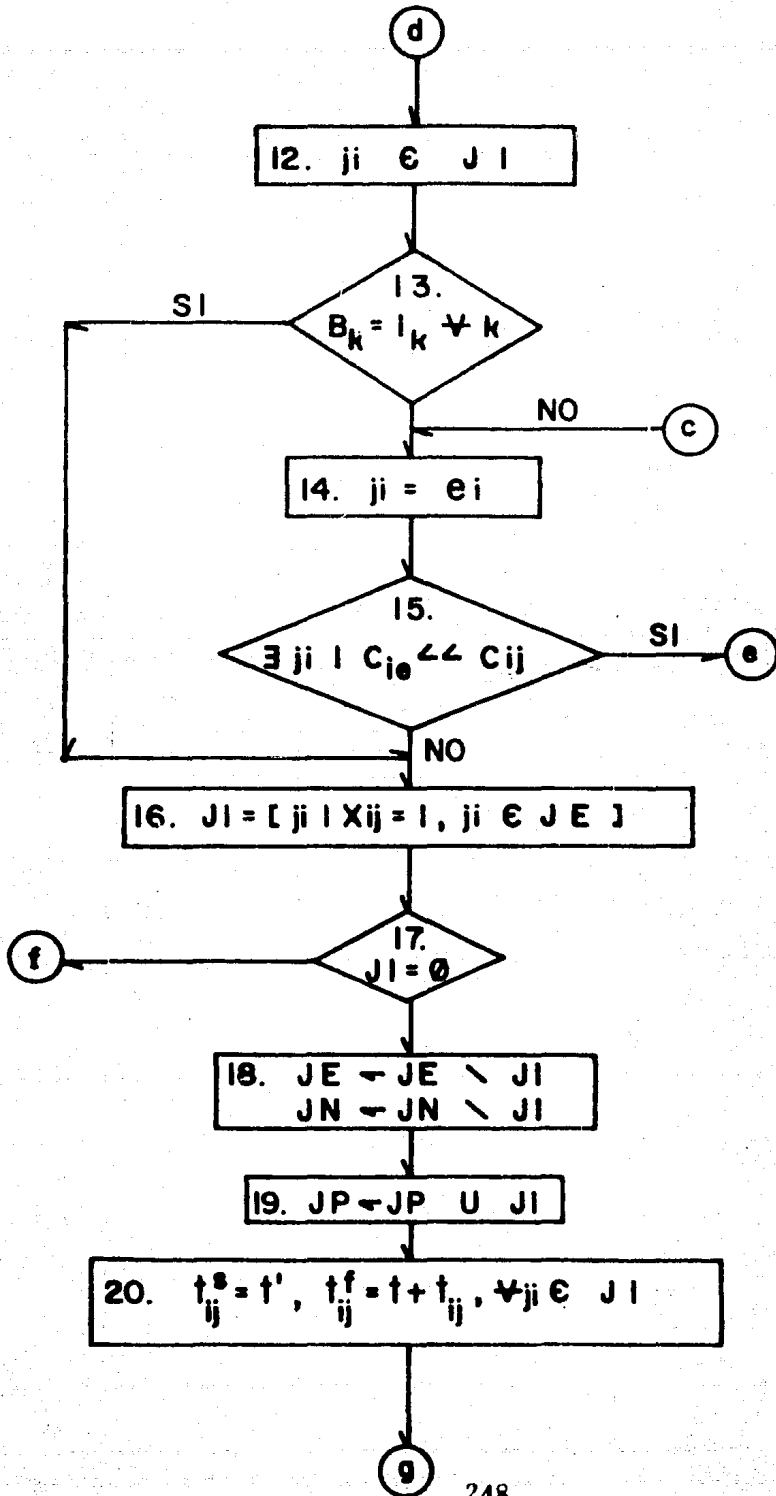 d
12. ji ∈ J I
13.
B_k = I_k ∀ k
SI
NO
c
14. ji = ei
15.
∃ ji | C_ie << Cij
SI
e
NO
16. JI = [ ji | Xij = 1, ji ∈ J E ]
17.
JI = Ø
f
18. JE ← JE \ JI
JN ← JN \ JI
19. JP ← JP U JI
20. t^s_ij = t', t^f_ij = t + t_ij, ∀ji ∈ J I
g
248